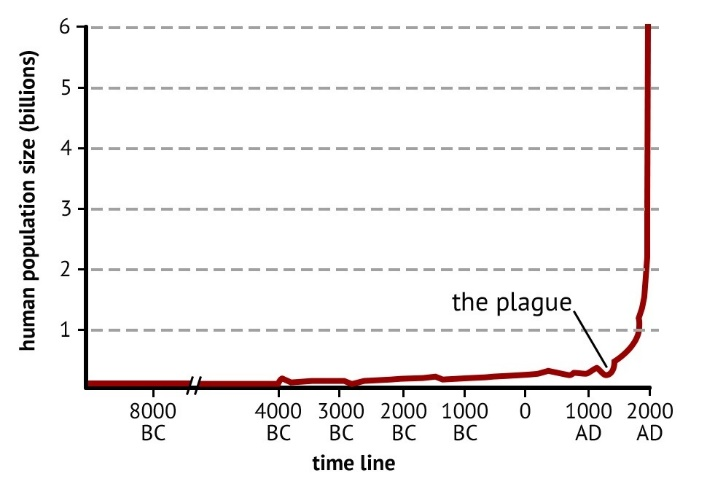 human population size (billions)
6
5
4
3
2
1
the plague
8000 4000 3000 2000 1000 0 1000 2000
BC BC BC BC BC AD AD
time line